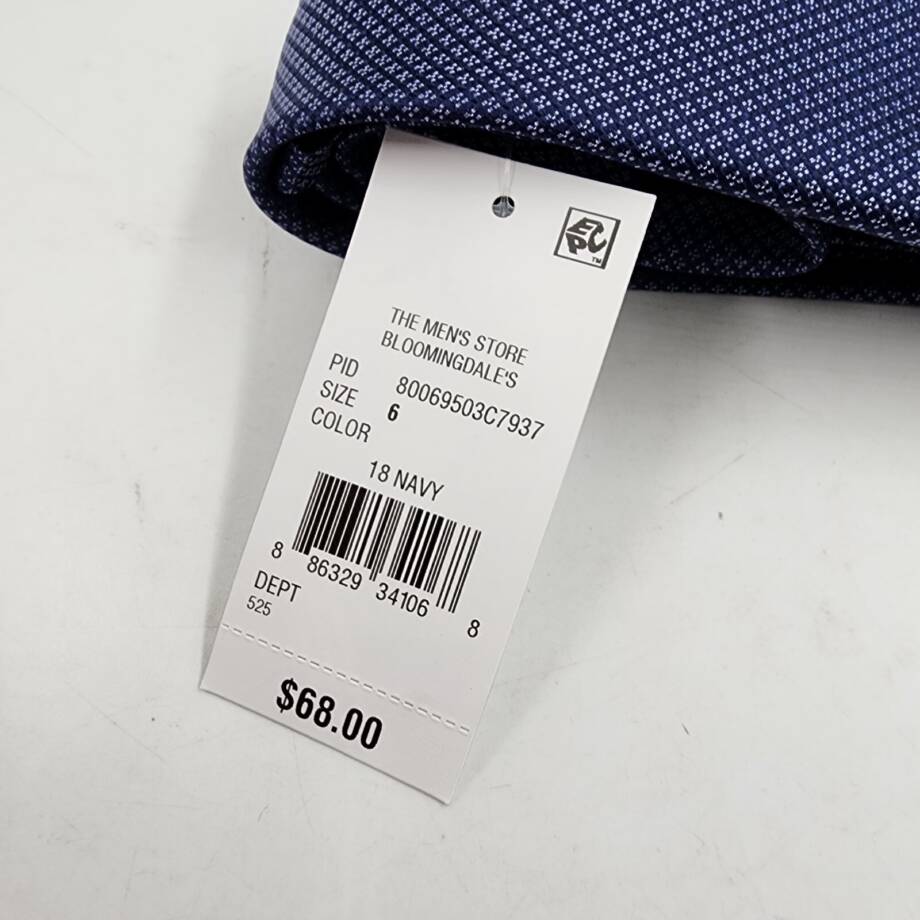 EPC
TM
THE MEN'S STORE
BLOOMINGDALE'S
PID 80069503C7937
SIZE 6
COLOR
18 NAVY
8 86329 34106 8
DEPT
525
$68.00